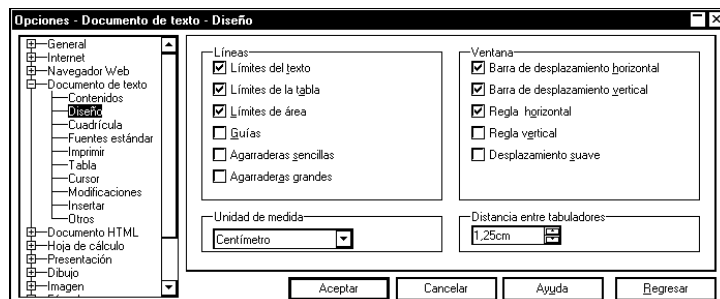 Opciones - Documento de texto - Diseño
General
Internet
Navegador Web
Documento de texto
Contenidos
Diseño
Cuadrícula
Fuentes estándar
Imprimir
Tabla
Cursor
Modificaciones
Insertar
Otros
Documento HTML
Hoja de cálculo
Presentación
Dibujo
Imagen
Líneas
Límites del texto
Límites de la tabla
Límites de área
Guías
Agarraderas sencillas
Agarraderas grandes
Ventana
Barra de desplazamiento horizontal
Barra de desplazamiento vertical
Regla horizontal
Regla vertical
Desplazamiento suave
Unidad de medida
Centímetro
Distancia entre tabuladores
1,25cm
Aceptar
Cancelar
Ayuda
Regresar